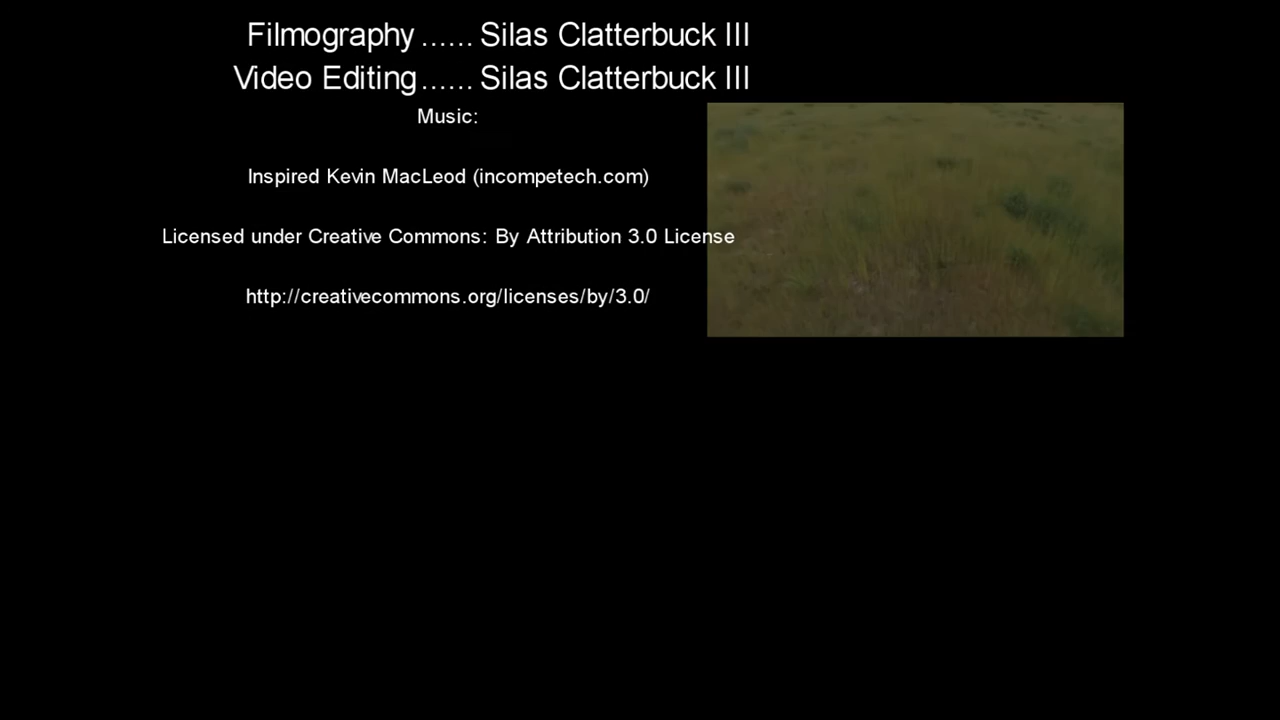 Filmography ...... Silas Clatterbuck III
Video Editing ...... Silas Clatterbuck III
Music:
Inspired Kevin MacLeod (incompetech.com)
Licensed under Creative Commons: By Attribution 3.0 License
http://creativecommons.org/licenses/by/3.0/